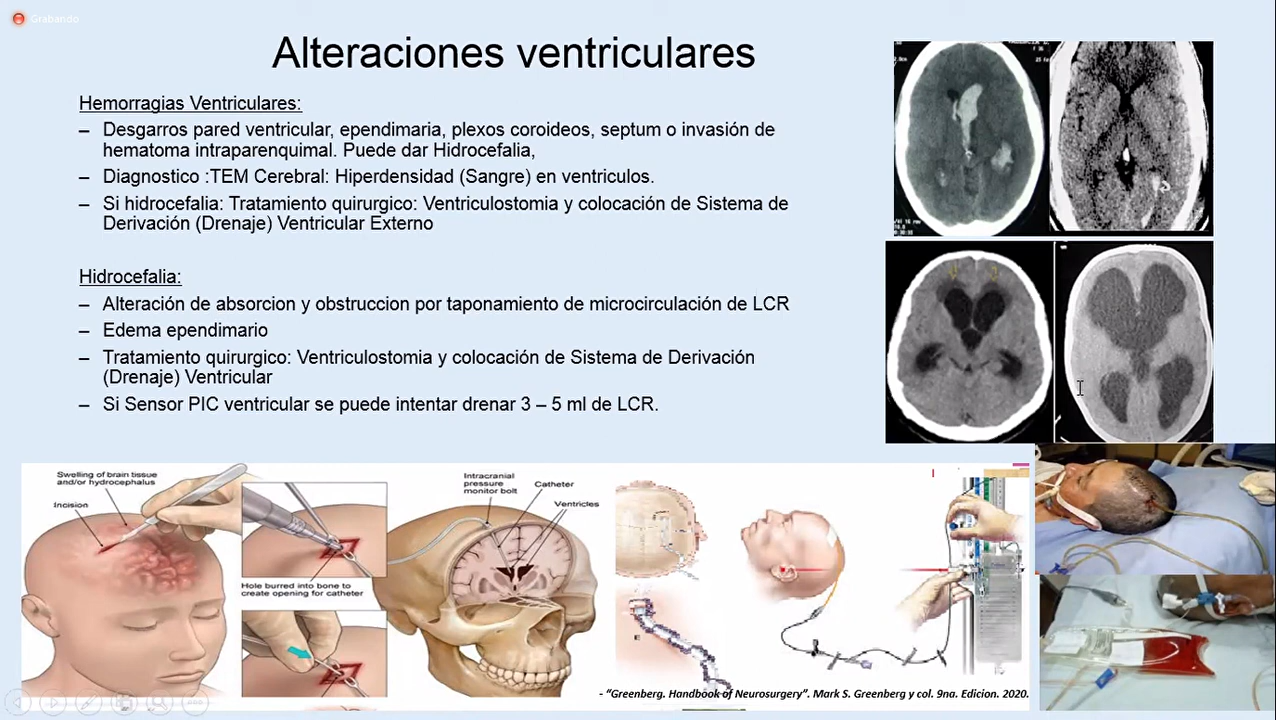 Grabando
Alteraciones ventriculares
Hemorragias Ventriculares:
– Desgarros pared ventricular, ependimaria, plexos coroideos, septum o invasión de
hematoma intraparenquimal. Puede dar Hidrocefalia,
– Diagnostico :TEM Cerebral: Hiperdensidad (Sangre) en ventriculos.
– Si hidrocefalia: Tratamiento quirurgico: Ventriculostomia y colocación de Sistema de
Derivación (Drenaje) Ventricular Externo
Hidrocefalia:
– Alteración de absorcion y obstruccion por taponamiento de microcirculación de LCR
– Edema ependimario
– Tratamiento quirurgico: Ventriculostomia y colocación de Sistema de Derivación
(Drenaje) Ventricular
– Si Sensor PIC ventricular se puede intentar drenar 3 – 5 ml de LCR.
Swelling of brain tissue
and/or hydrocephalus
Incision
Hole burred into bone to
create opening for catheter
Intracranial
pressure
monitor bolt
Catheter
Ventricles
E
- “Greenberg. Handbook of Neurosurgery”. Mark S. Greenberg y col. 9na. Edicion. 2020.